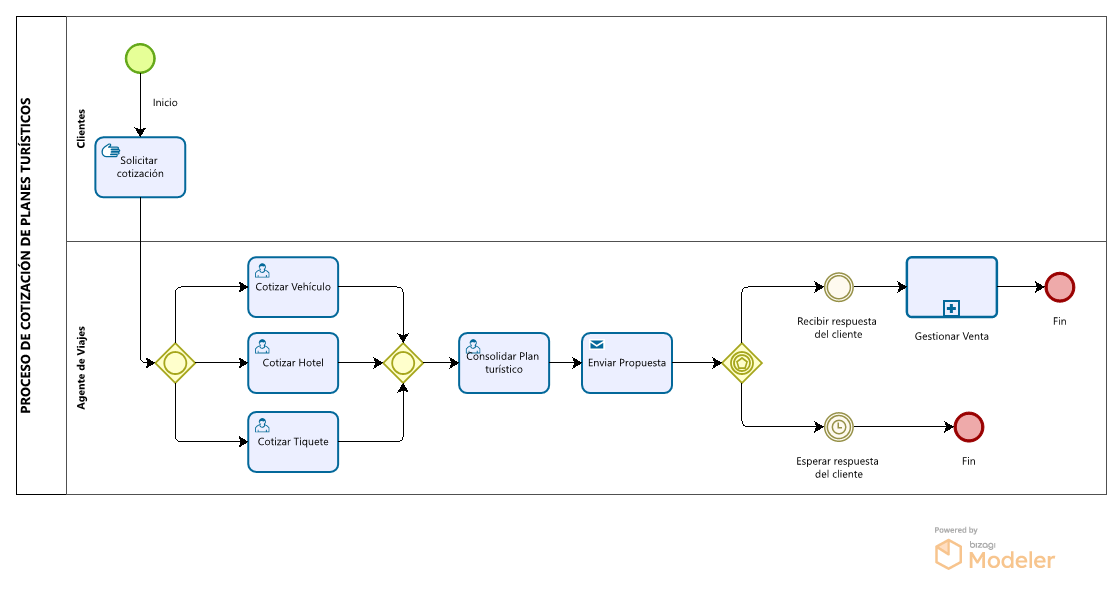 PROCESO DE COTIZACIÓN DE PLANES TURÍSTICOS
Clientes
Inicio
Solicitar
cotización
Agente de Viajes
Cotizar Vehículo
Cotizar Hotel
Cotizar Tiquete
Consolidar Plan
turístico
Enviar Propuesta
Recibir respuesta
del cliente
Gestionar Venta
Fin
Esperar respuesta
del cliente
Fin
Powered by
bizagi
Modeler